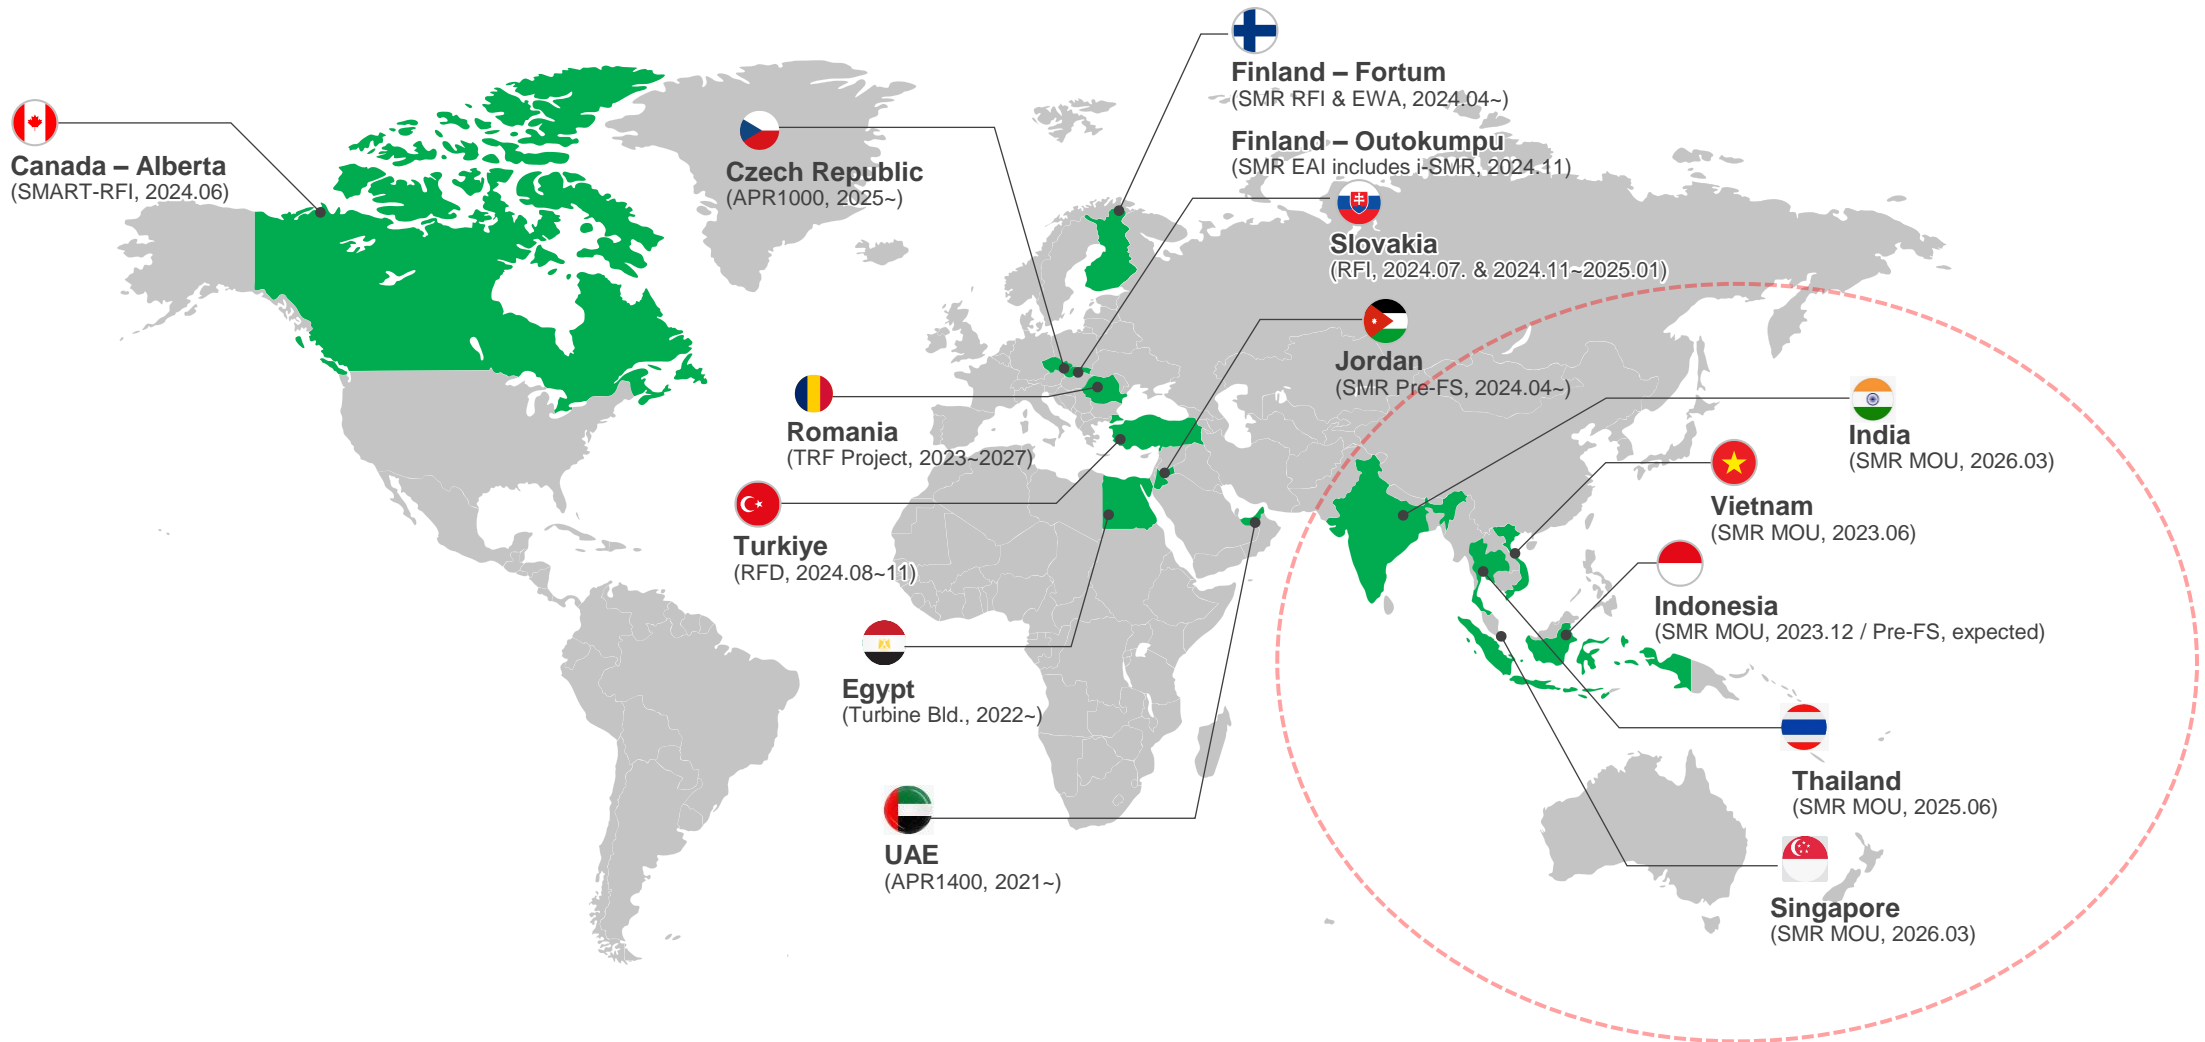 Finland – Fortum
(SMR RFI & EWA, 2024.04~)
Finland – Outokumpu
(SMR EAI includes i-SMR, 2024.11)
Canada – Alberta
(SMART-RFI, 2024.06)
Czech Republic
(APR1000, 2025~)
Slovakia
(RFI, 2024.07. & 2024.11~2025.01)
Jordan
(SMR Pre-FS, 2024.04~)
Romania
(TRF Project, 2023~2027)
India
(SMR MOU, 2026.03)
Vietnam
(SMR MOU, 2023.06)
Turkiye
(RFD, 2024.08~11)
Indonesia
(SMR MOU, 2023.12 / Pre-FS, expected)
Egypt
(Turbine Bld., 2022~)
Thailand
(SMR MOU, 2025.06)
UAE
(APR1400, 2021~)
Singapore
(SMR MOU, 2026.03)